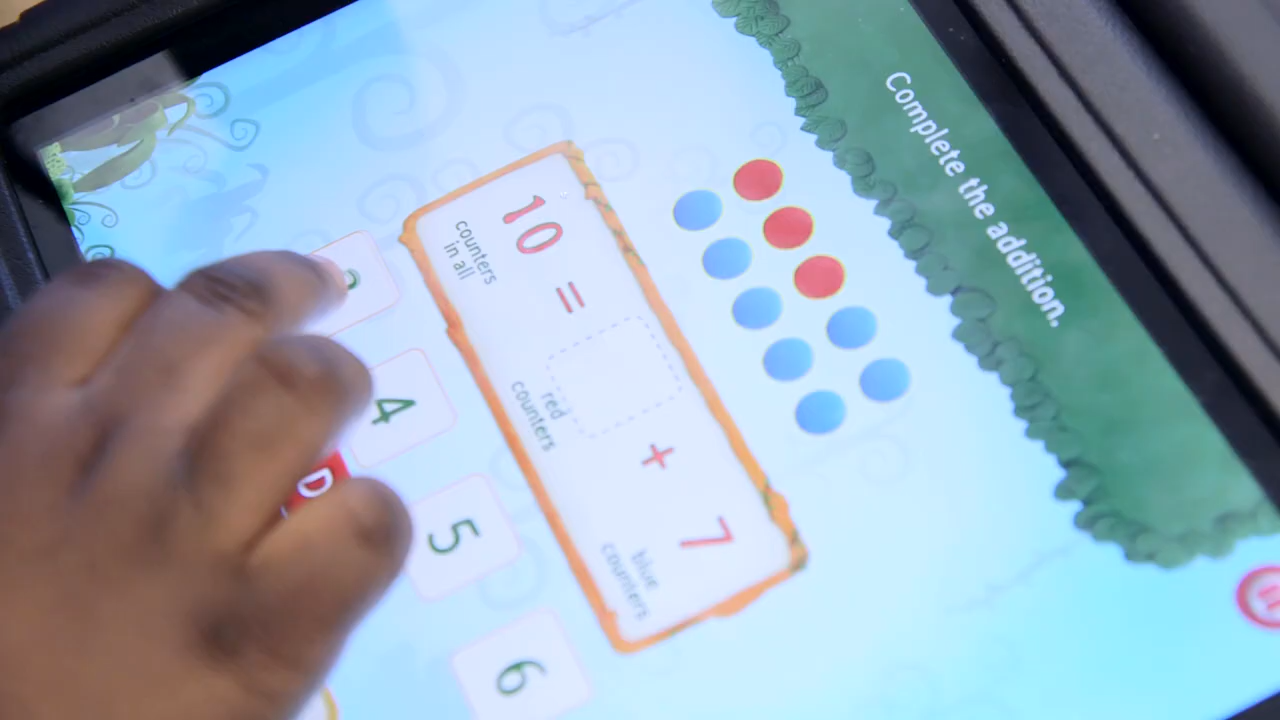 Complete the addition.
10 = + 7
counters
in all
red
counters
blue
counters
4
5
6
D